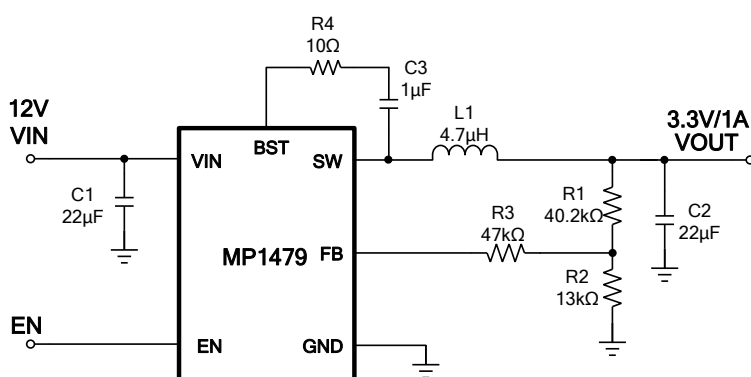 R4
10Ω
C3
1µF
12V
VIN
L1
4.7µH
3.3V/1A
VOUT
VIN
BST
SW
C1
22µF
R1
40.2kΩ
R3
47kΩ
C2
22µF
MP1479
FB
R2
13kΩ
EN
EN
GND